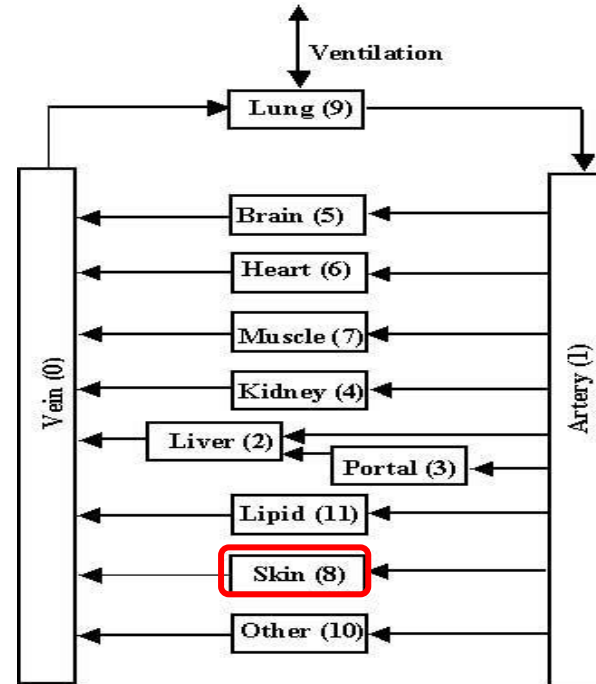 Ventilation
Lung (9)
Brain (5)
Heart (6)
Muscle (7)
Kidney (4)
Vein (0)
Artery (1)
Liver (2)
Portal (3)
Lipid (11)
Skin (8)
Other (10)